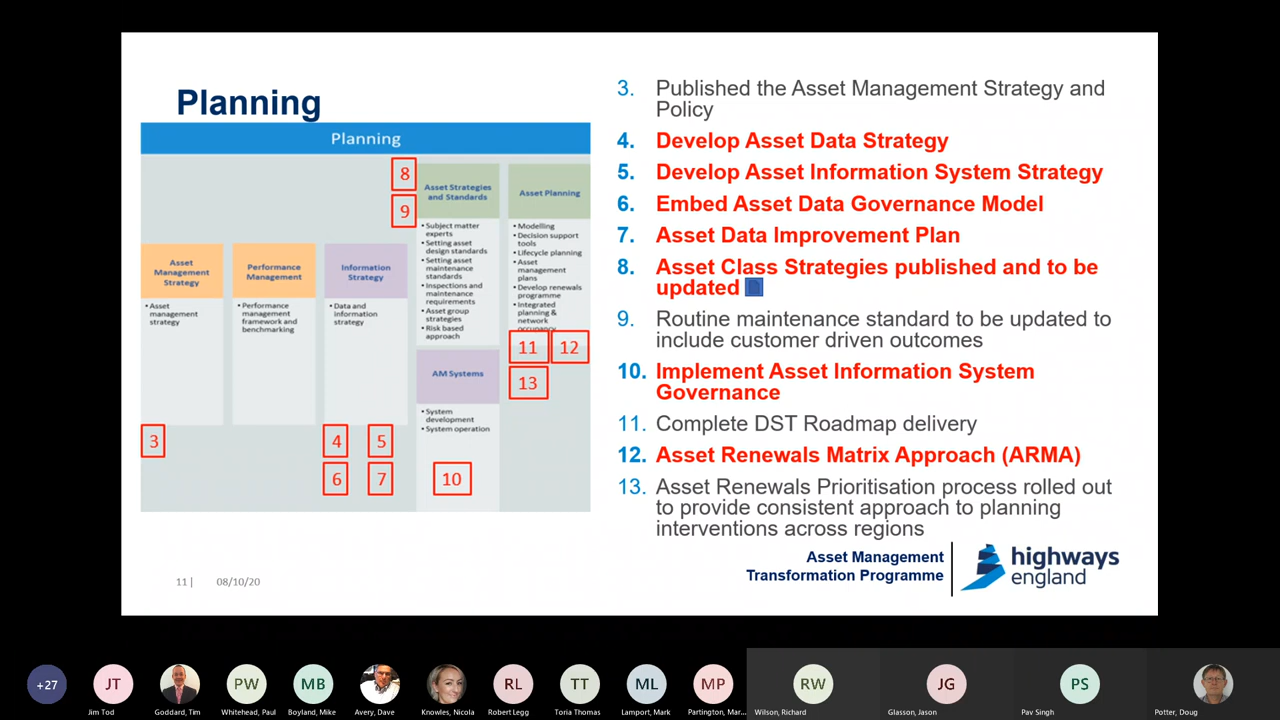 Planning
Planning
8
9
Asset Strategies
and Standards
• Subject matter
experts
• Setting asset
design standards
• Setting asset
maintenance
standards
• Inspections and
maintenance
requirements
• Asset group
strategies
• Risk based
approach
Asset Planning
• Modelling
• Decision support
tools
• Lifecycle planning
• Asset
management
plans
• Develop renewals
programme
• Integrated
planning &
network
occupancy
11
12
13
Asset
Management
Strategy
• Asset
management
strategy
Performance
Management
• Performance
management
framework and
benchmarking
Information
Strategy
• Data and
information
strategy
AM Systems
• System
development
• System operation
3
4
5
6
7
10
3. Published the Asset Management Strategy and
Policy
4. Develop Asset Data Strategy
5. Develop Asset Information System Strategy
6. Embed Asset Data Governance Model
7. Asset Data Improvement Plan
8. Asset Class Strategies published and to be
updated
9. Routine maintenance standard to be updated to
include customer driven outcomes
10. Implement Asset Information System
Governance
11. Complete DST Roadmap delivery
12. Asset Renewals Matrix Approach (ARMA)
13. Asset Renewals Prioritisation process rolled out
to provide consistent approach to planning
interventions across regions
Asset Management
Transformation Programme
highways
england
11 | 08/10/20
+27
JT
PW
MB
RL
TT
ML
MP
RW
JG
PS
Jim Tod
Goddard, Tim
Whitehead, Paul
Boyland, Mike
Avery, Dave
Knowles, Nicola
Robert Legg
Toria Thomas
Lamport, Mark
Partington, Mar...
Wilson, Richard
Glasson, Jason
Pav Singh
Potter, Doug